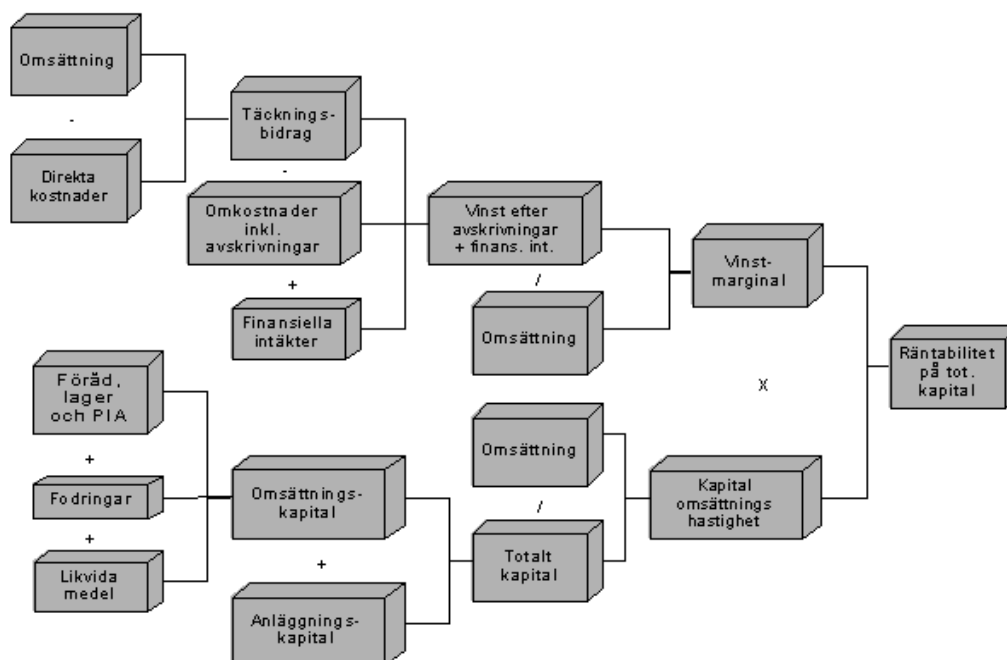 Omsättning
-
Direkta
kostnader
Täcknings-
bidrag
-
Omkostnader
inkl.
avskrivningar
+
Finansiella
intäkter
Vinst efter
avskrivningar
+ finans. int.
/
Omsättning
Vinst-
marginal
X
Räntabilitet
på tot.
kapital
Föråd,
lager
och PIA
+
Fodringar
+
Likvida
medel
Omsättnings-
kapital
+
Anläggnings-
kapital
Omsättning
/
Totalt
kapital
Kapital
omsättnings
hastighet